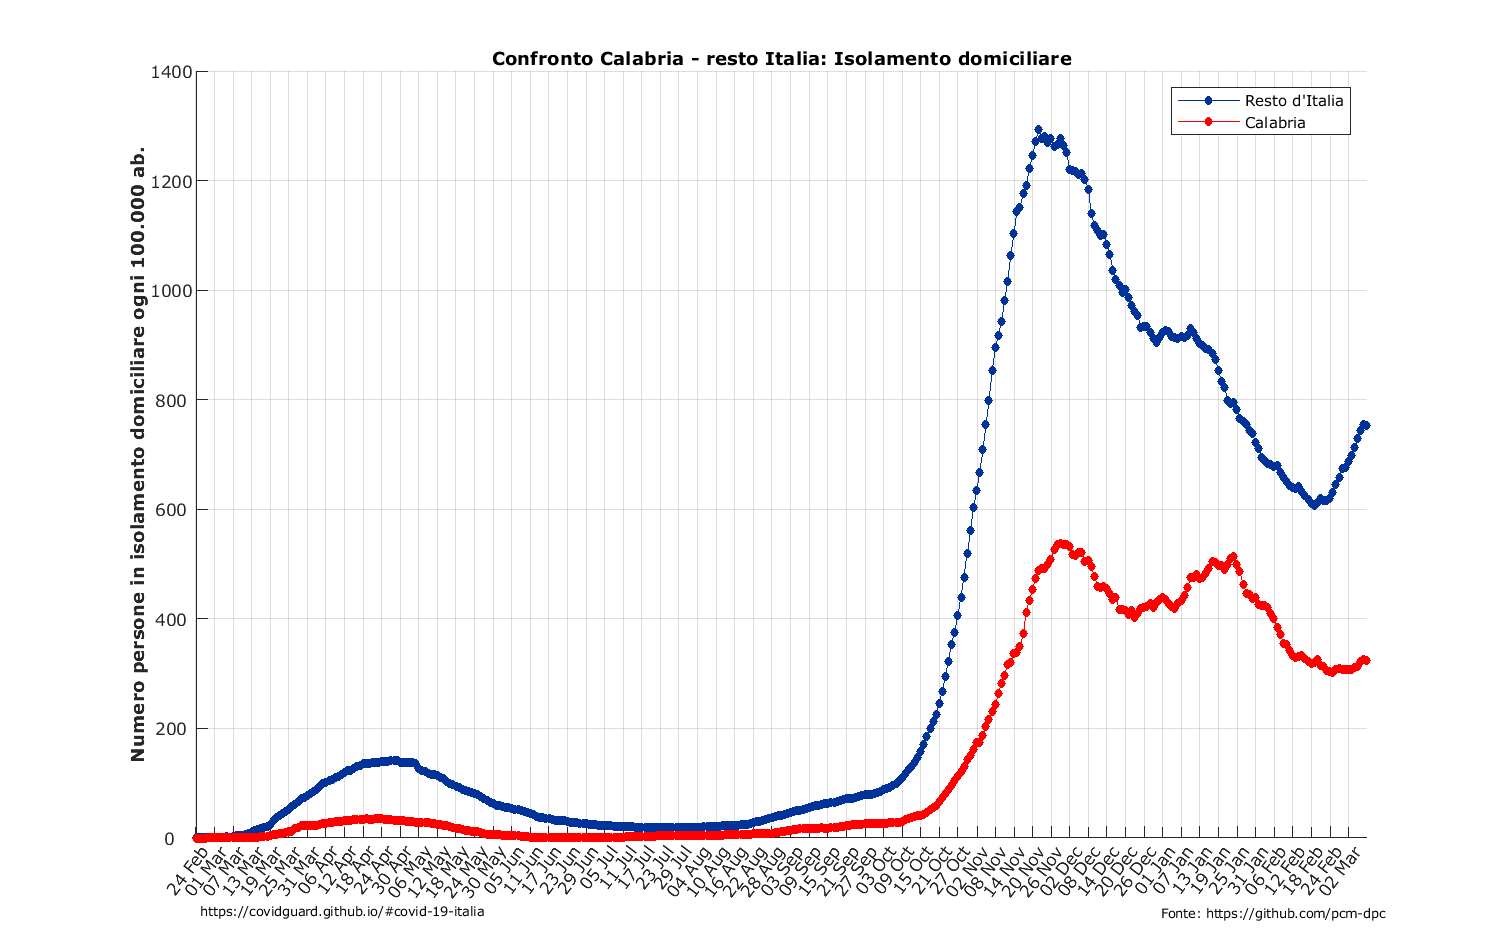 Confronto Calabria - resto Italia: Isolamento domiciliare
Numero persone in isolamento domiciliare ogni 100.000 ab.
1400
1200
1000
800
600
400
200
0
Resto d'Italia
Calabria
24 Feb
01 Mar
07 Mar
13 Mar
19 Mar
25 Mar
31 Mar
06 Apr
12 Apr
18 Apr
24 Apr
30 Apr
06 May
12 May
18 May
24 May
30 May
05 Jun
11 Jun
17 Jun
23 Jun
29 Jun
05 Jul
11 Jul
17 Jul
23 Jul
29 Jul
04 Aug
10 Aug
16 Aug
22 Aug
28 Aug
03 Sep
09 Sep
15 Sep
21 Sep
27 Sep
03 Oct
09 Oct
15 Oct
21 Oct
27 Oct
02 Nov
08 Nov
14 Nov
20 Nov
26 Nov
02 Dec
08 Dec
14 Dec
20 Dec
26 Dec
01 Jan
07 Jan
13 Jan
19 Jan
25 Jan
31 Jan
06 Feb
12 Feb
18 Feb
24 Feb
02 Mar
https://covidguard.github.io/#covid-19-italia
Fonte: https://github.com/pcm-dpc